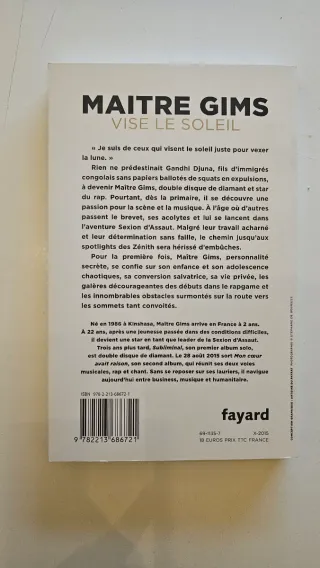 MAITRE GIMS
VISE LE SOLEIL
« Je suis de ceux qui visent le soleil juste pour vexer
la lune. »
Rien ne prédestinait Gandhi Djuna, fils d'immigrés
congolais sans papiers ballotés de squats en expulsions,
à devenir Maître Gims, double disque de diamant et star
du rap. Pourtant, dès la primaire, il se découvre une
passion pour la scène et la musique. À l'âge où d'autres
passent le brevet, ses acolytes et lui se lancent dans
l'aventure Sexion d'Assaut. Malgré leur travail acharné
et leur détermination sans faille, le chemin jusqu'aux
spotlights des Zénith sera hérissé d'embûches.
Pour la première fois, Maître Gims, personnalité
secrète, se confie sur son enfance et son adolescence
chaotiques, sa conversion salvatrice, sa vie privée, les
galères décourageantes des débuts dans le rapgame et
les innombrables obstacles surmontés sur la route vers
les sommets tant convoités.
Né en 1986 à Kinshasa, Maître Gims arrive en France à 2 ans.
À 22 ans, après une jeunesse passée dans des conditions difficiles,
il devient une star en tant que leader de la Sexion d'Assaut.
Trois ans plus tard, Subliminal, son premier album solo,
est double disque de diamant. Le 28 août 2015 sort Mon cœur
avait raison, son second album, qui réunit ses deux voies
musicales, rap et chant. Sans se reposer sur ses lauriers, il navigue
aujourd'hui entre business, musique et humanitaire.
ISBN : 978-2-213-68672-1
9 782213 686721
fayard
69-1135-7
X-2015
18 EUROS PRIX TTC FRANCE